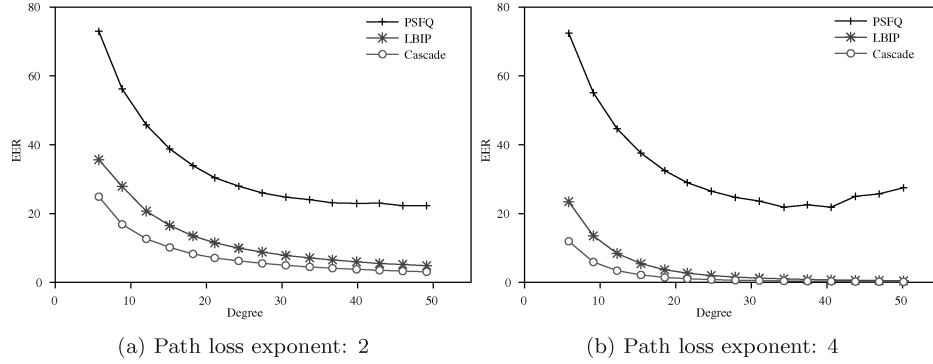 80
60
40
20
0
EER
0 10 20 30 40 50
Degree
PSFQ
LBIP
Cascade
(a) Path loss exponent: 2
80
60
40
20
0
EER
0 10 20 30 40 50
Degree
PSFQ
LBIP
Cascade
(b) Path loss exponent: 4